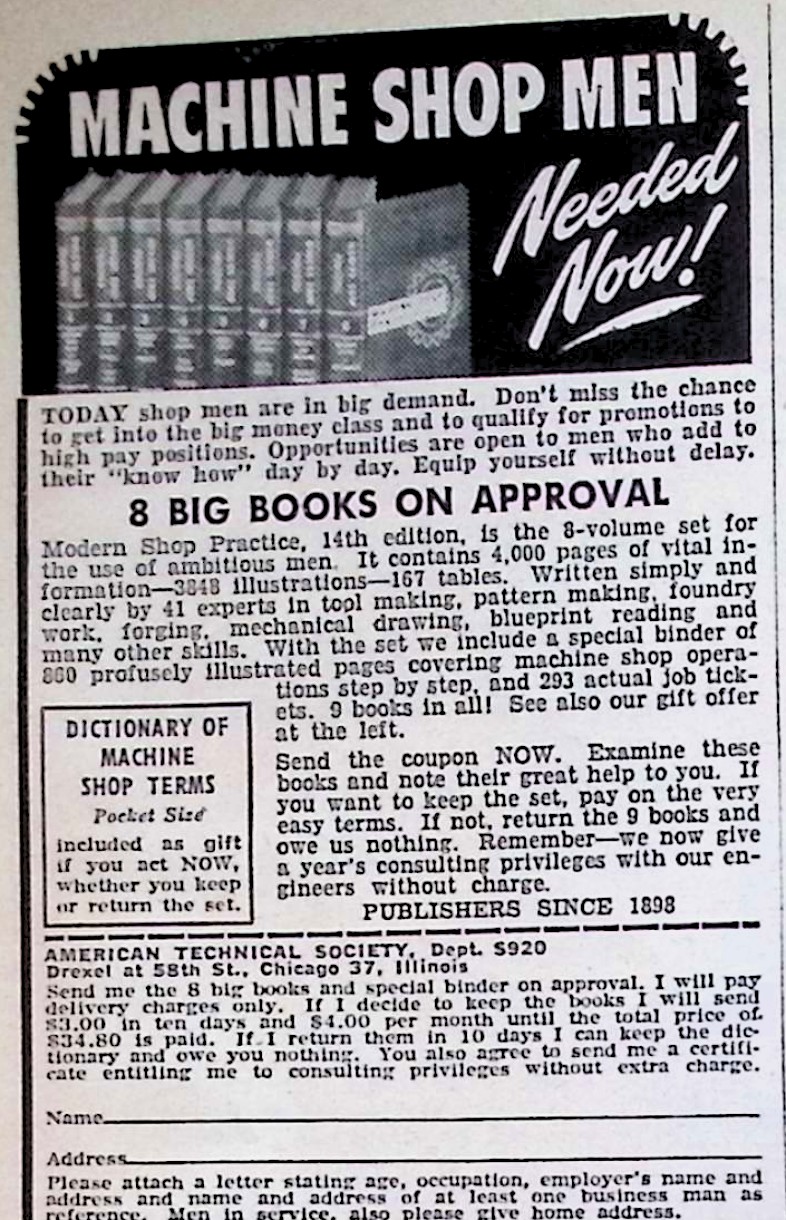 MACHINE SHOP MEN
Needed
Now!
TODAY shop men are in big demand. Don't miss the chance
to get into the big money class and to qualify for promotions to
high pay positions. Opportunities are open to men who add to
their "know how" day by day. Equip yourself without delay.
8 BIG BOOKS ON APPROVAL
Modern Shop Practice, 14th edition, is the 8-volume set for
the use of ambitious men. It contains 4,000 pages of vital in-
formation—3848 illustrations—167 tables. Written simply and
clearly by 41 experts in tool making, pattern making, foundry
work, forging, mechanical drawing, blueprint reading and
many other skills. With the set we include a special binder of
880 profusely illustrated pages covering machine shop opera-
tions step by step, and 293 actual job tick-
ets. 9 books in all! See also our gift offer
at the left.
DICTIONARY OF
MACHINE
SHOP TERMS
Pocket Size
included as gift
if you act NOW,
whether you keep
or return the set.
Send the coupon NOW. Examine these
books and note their great help to you. If
you want to keep the set, pay on the very
easy terms. If not, return the 9 books and
owe us nothing. Remember—we now give
a year's consulting privileges with our en-
gineers without charge.
PUBLISHERS SINCE 1898
AMERICAN TECHNICAL SOCIETY, Dept. S920
Drexel at 58th St., Chicago 37, Illinois
Send me the 8 big books and special binder on approval. I will pay
delivery charges only. If I decide to keep the books I will send
$3.00 in ten days and $4.00 per month until the total price of
$34.80 is paid. If I return them in 10 days I can keep the dic-
tionary and owe you nothing. You also agree to send me a certifi-
cate entitling me to consulting privileges without extra charge.
Name
Address
Please attach a letter stating age, occupation, employer's name and
address and name and address of at least one business man as
reference. Men in service, also please give home address.